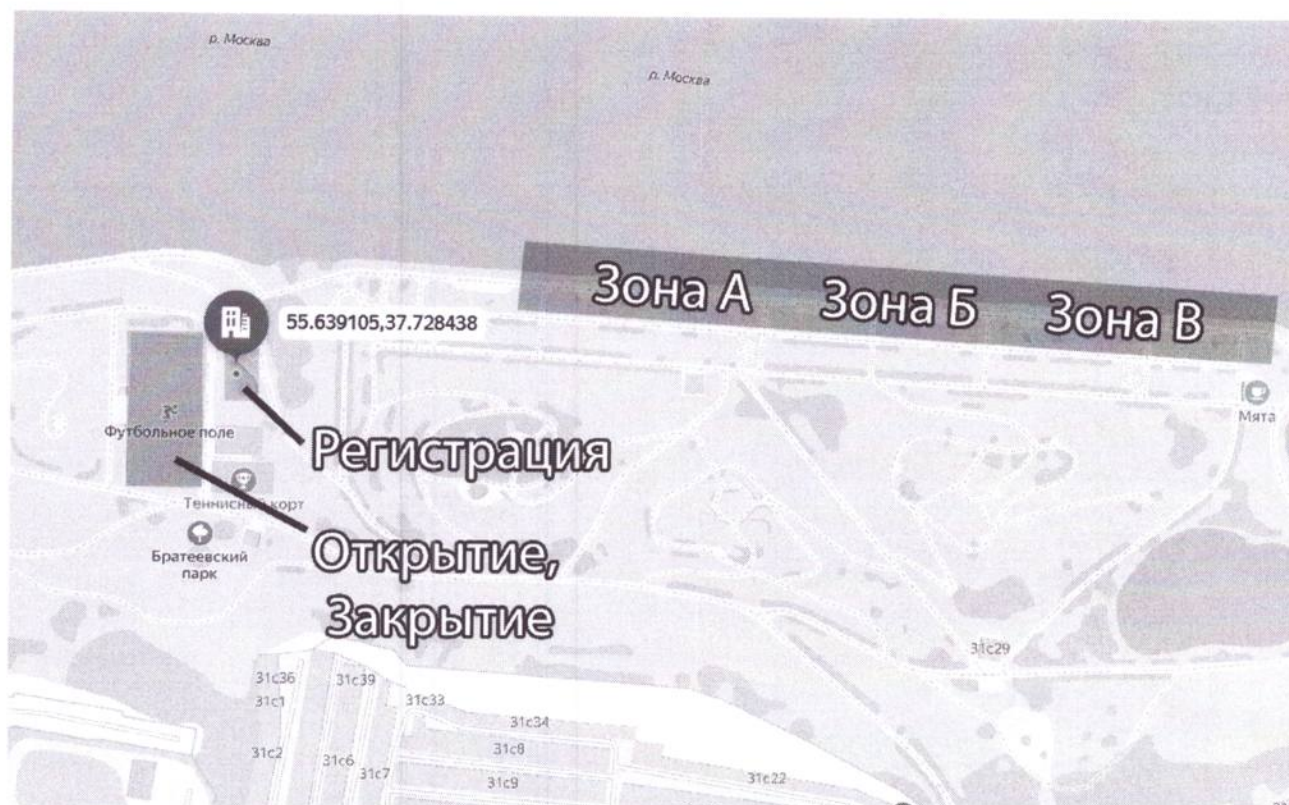 р. Москва
р. Москва
Зона А
Зона Б
Зона В
55.639105,37.728438
Мята
Футбольное поле
Регистрация
Теннисный корт
Открытие,
Закрытие
Братеевский
парк
31с29
31с36
31с39
31с1
31с33
31с34
31с2
31с6
31с7
31с8
31с9
31с22